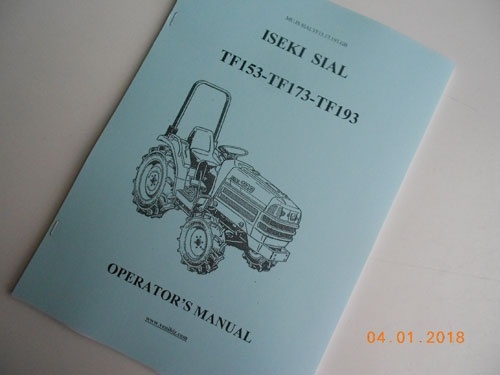 ISEKI SIAL
TF153-TF173-TF193
OPERATOR'S MANUAL
04.01.2018